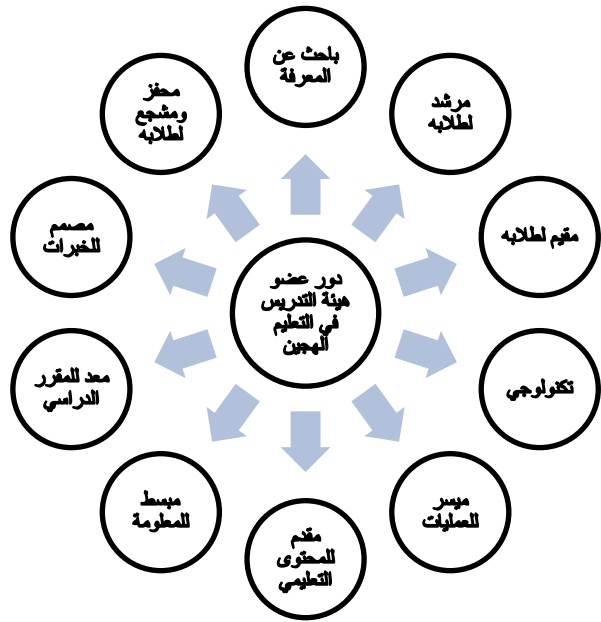 دور عضو
هيئة التدريس
في التعليم
الهجين
باحث عن
المعرفة
مرشد
لطلابه
مقيم لطلابه
تكنولوجي
ميسر
للعمليات
مقدم
للمحتوى
التعليمي
مبسط
للمعلومة
معد للمقرر
الدراسي
مصمم
للخبرات
محفز
ومشجع
لطلابه